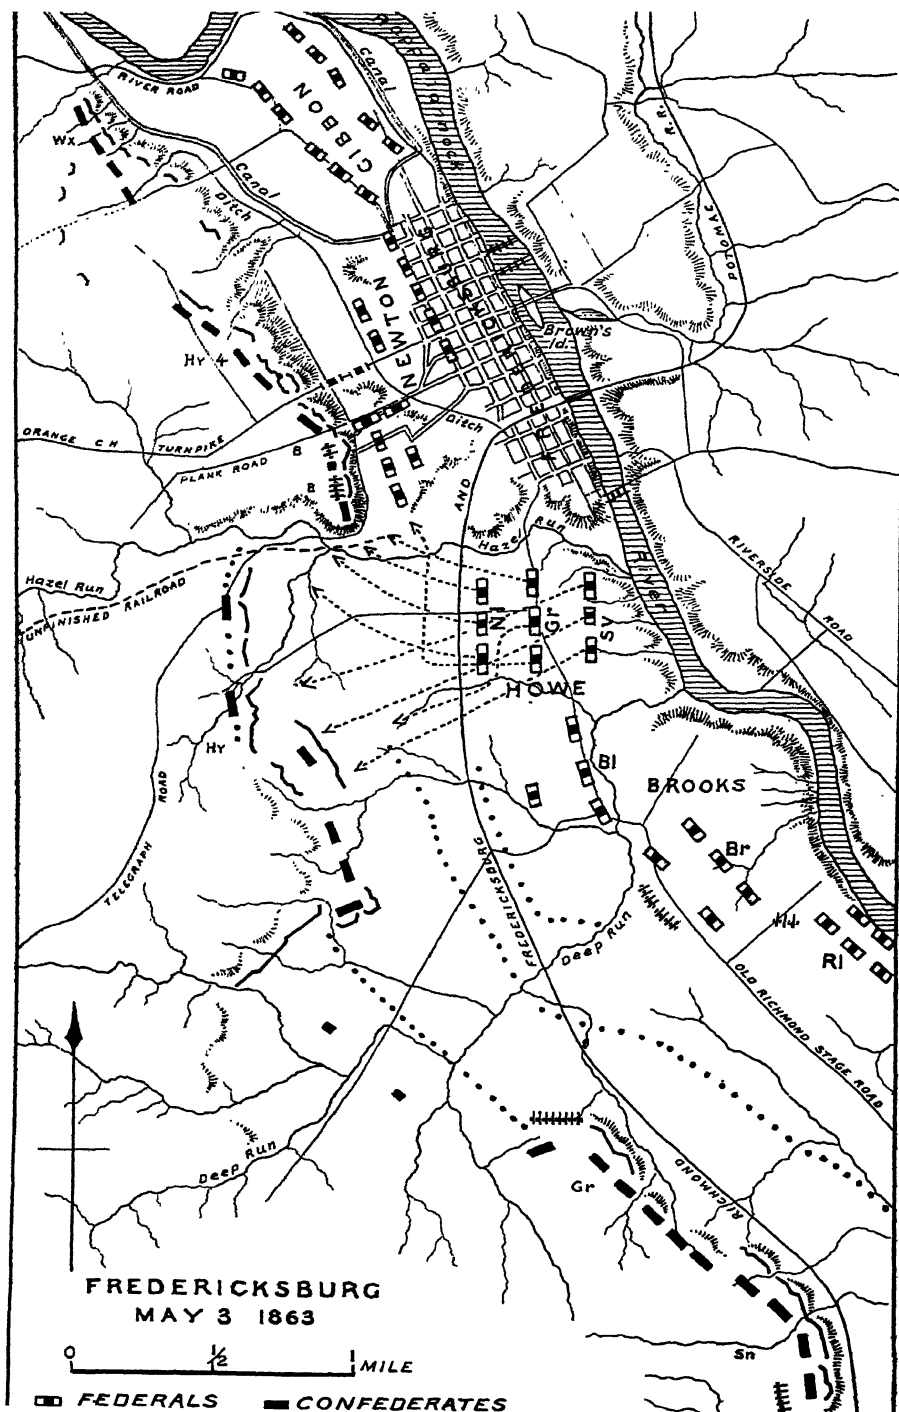 Rappahannock
Canal
RIVER ROAD
GIBBON
Wx
Canal
Ditch
R.R.
POTOMAC
FREDERICKSBURG
NEWTON
Brown's
Id.
Hy 4
Ditch
ORANGE C H TURNPIKE
PLANK ROAD
B
B
AND
Hazel Run
River
RIVERSIDE ROAD
Hazel Run
UNFINISHED RAILROAD
Gr
SV
HOWE
Hy
Bl
BROOKS
TELEGRAPH ROAD
Br
FREDERICKSBURG
Deep Run
RI
OLD RICHMOND STAGE ROAD
Deep Run
Gr
RICHMOND
Sn
FREDERICKSBURG
MAY 3 1863
0 1/2 1 MILE
FEDERALS CONFEDERATES